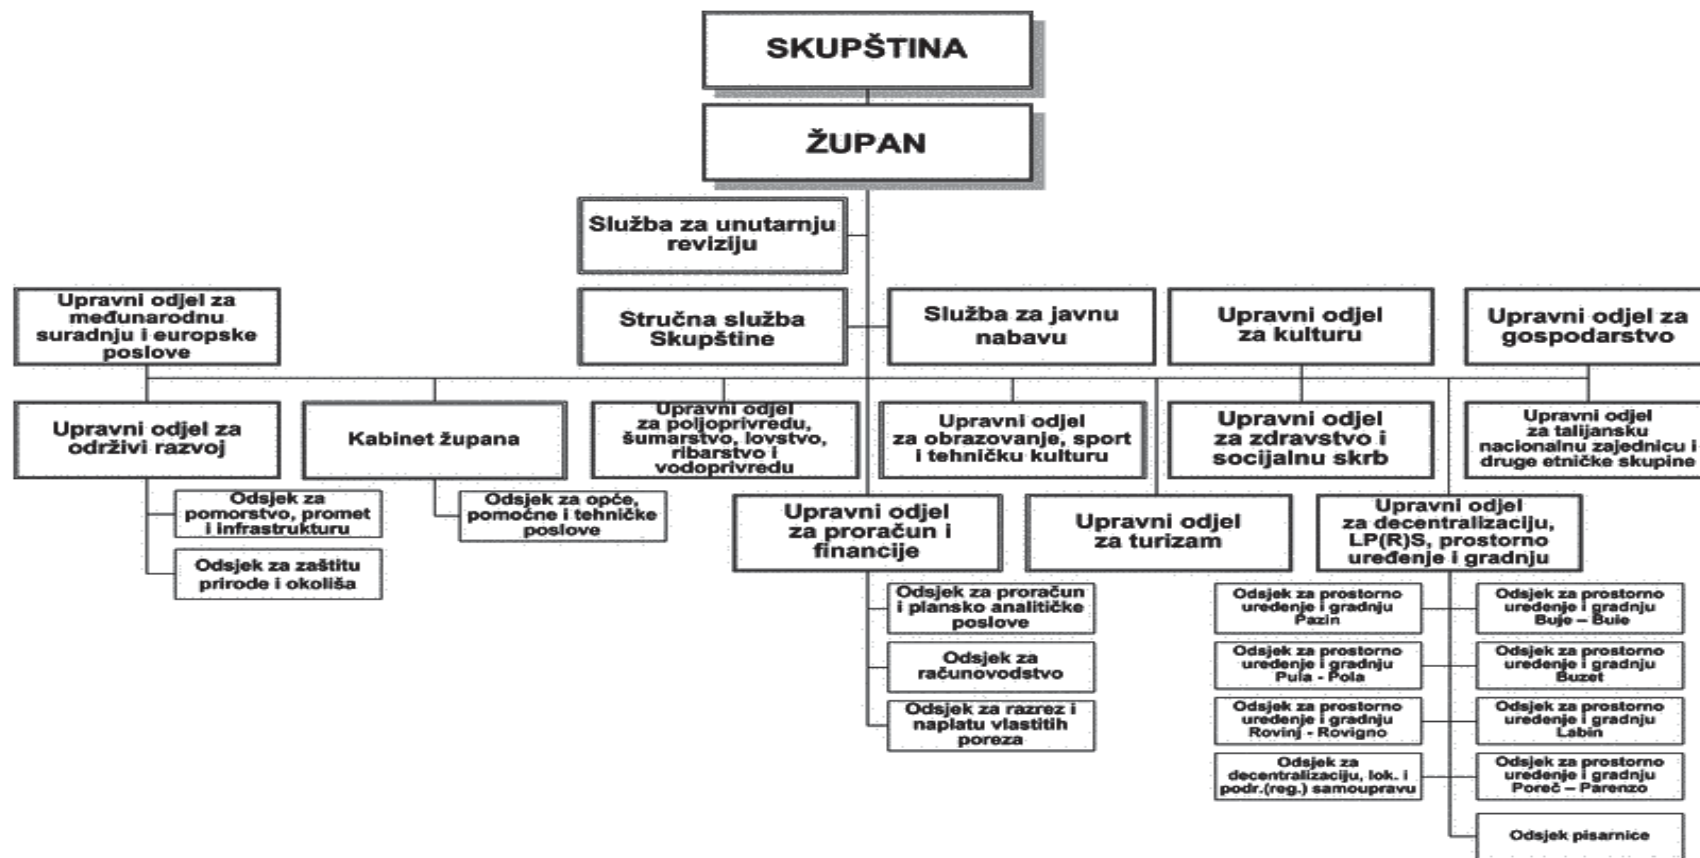 SKUPŠTINA
ŽUPAN
Služba za unutarnju
reviziju
Upravni odjel za
međunarodnu
suradnju i europske
poslove
Stručna služba
Skupštine
Služba za javnu
nabavu
Upravni odjel
za kulturu
Upravni odjel za
gospodarstvo
Upravni odjel za
održivi razvoj
Kabinet župana
Upravni odjel
za poljoprivredu,
šumarstvo, lovstvo,
ribarstvo i
vodoprivredu
Upravni odjel
za obrazovanje, sport
i tehničku kulturu
Upravni odjel
za zdravstvo i
socijalnu skrb
Upravni odjel
za talijansku
nacionalnu zajednicu i
druge etničke skupine
Odsjek za
pomorstvo, promet
i infrastrukturu
Odsjek za zaštitu
prirode i okoliša
Odsjek za opće,
pomoćne i tehničke
poslove
Upravni odjel
za proračun i
financije
Upravni odjel
za turizam
Upravni odjel
za decentralizaciju,
LP(R)S, prostorno
uređenje i gradnju
Odsjek za proračun
i plansko analitičke
poslove
Odsjek za
računovodstvo
Odsjek za razrez i
naplatu vlastitih
poreza
Odsjek za prostorno
uređenje i gradnju
Pazin
Odsjek za prostorno
uređenje i gradnju
Buje – Buie
Odsjek za prostorno
uređenje i gradnju
Pula - Pola
Odsjek za prostorno
uređenje i gradnju
Buzet
Odsjek za prostorno
uređenje i gradnju
Rovinj - Rovigno
Odsjek za prostorno
uređenje i gradnju
Labin
Odsjek za
decentralizaciju, lok. i
podr.(reg.) samoupravu
Odsjek za prostorno
uređenje i gradnju
Poreč – Parenzo
Odsjek pisarnice